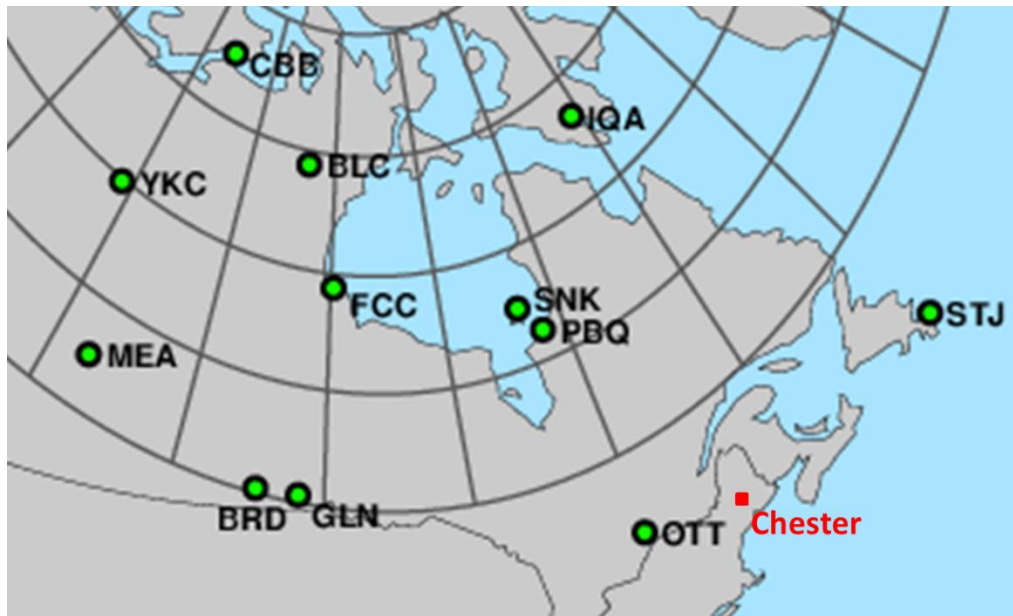 CBB
IQA
BLC
YKC
SNK
FCC
STJ
PBQ
MEA
BRD
GLN
Chester
OTT